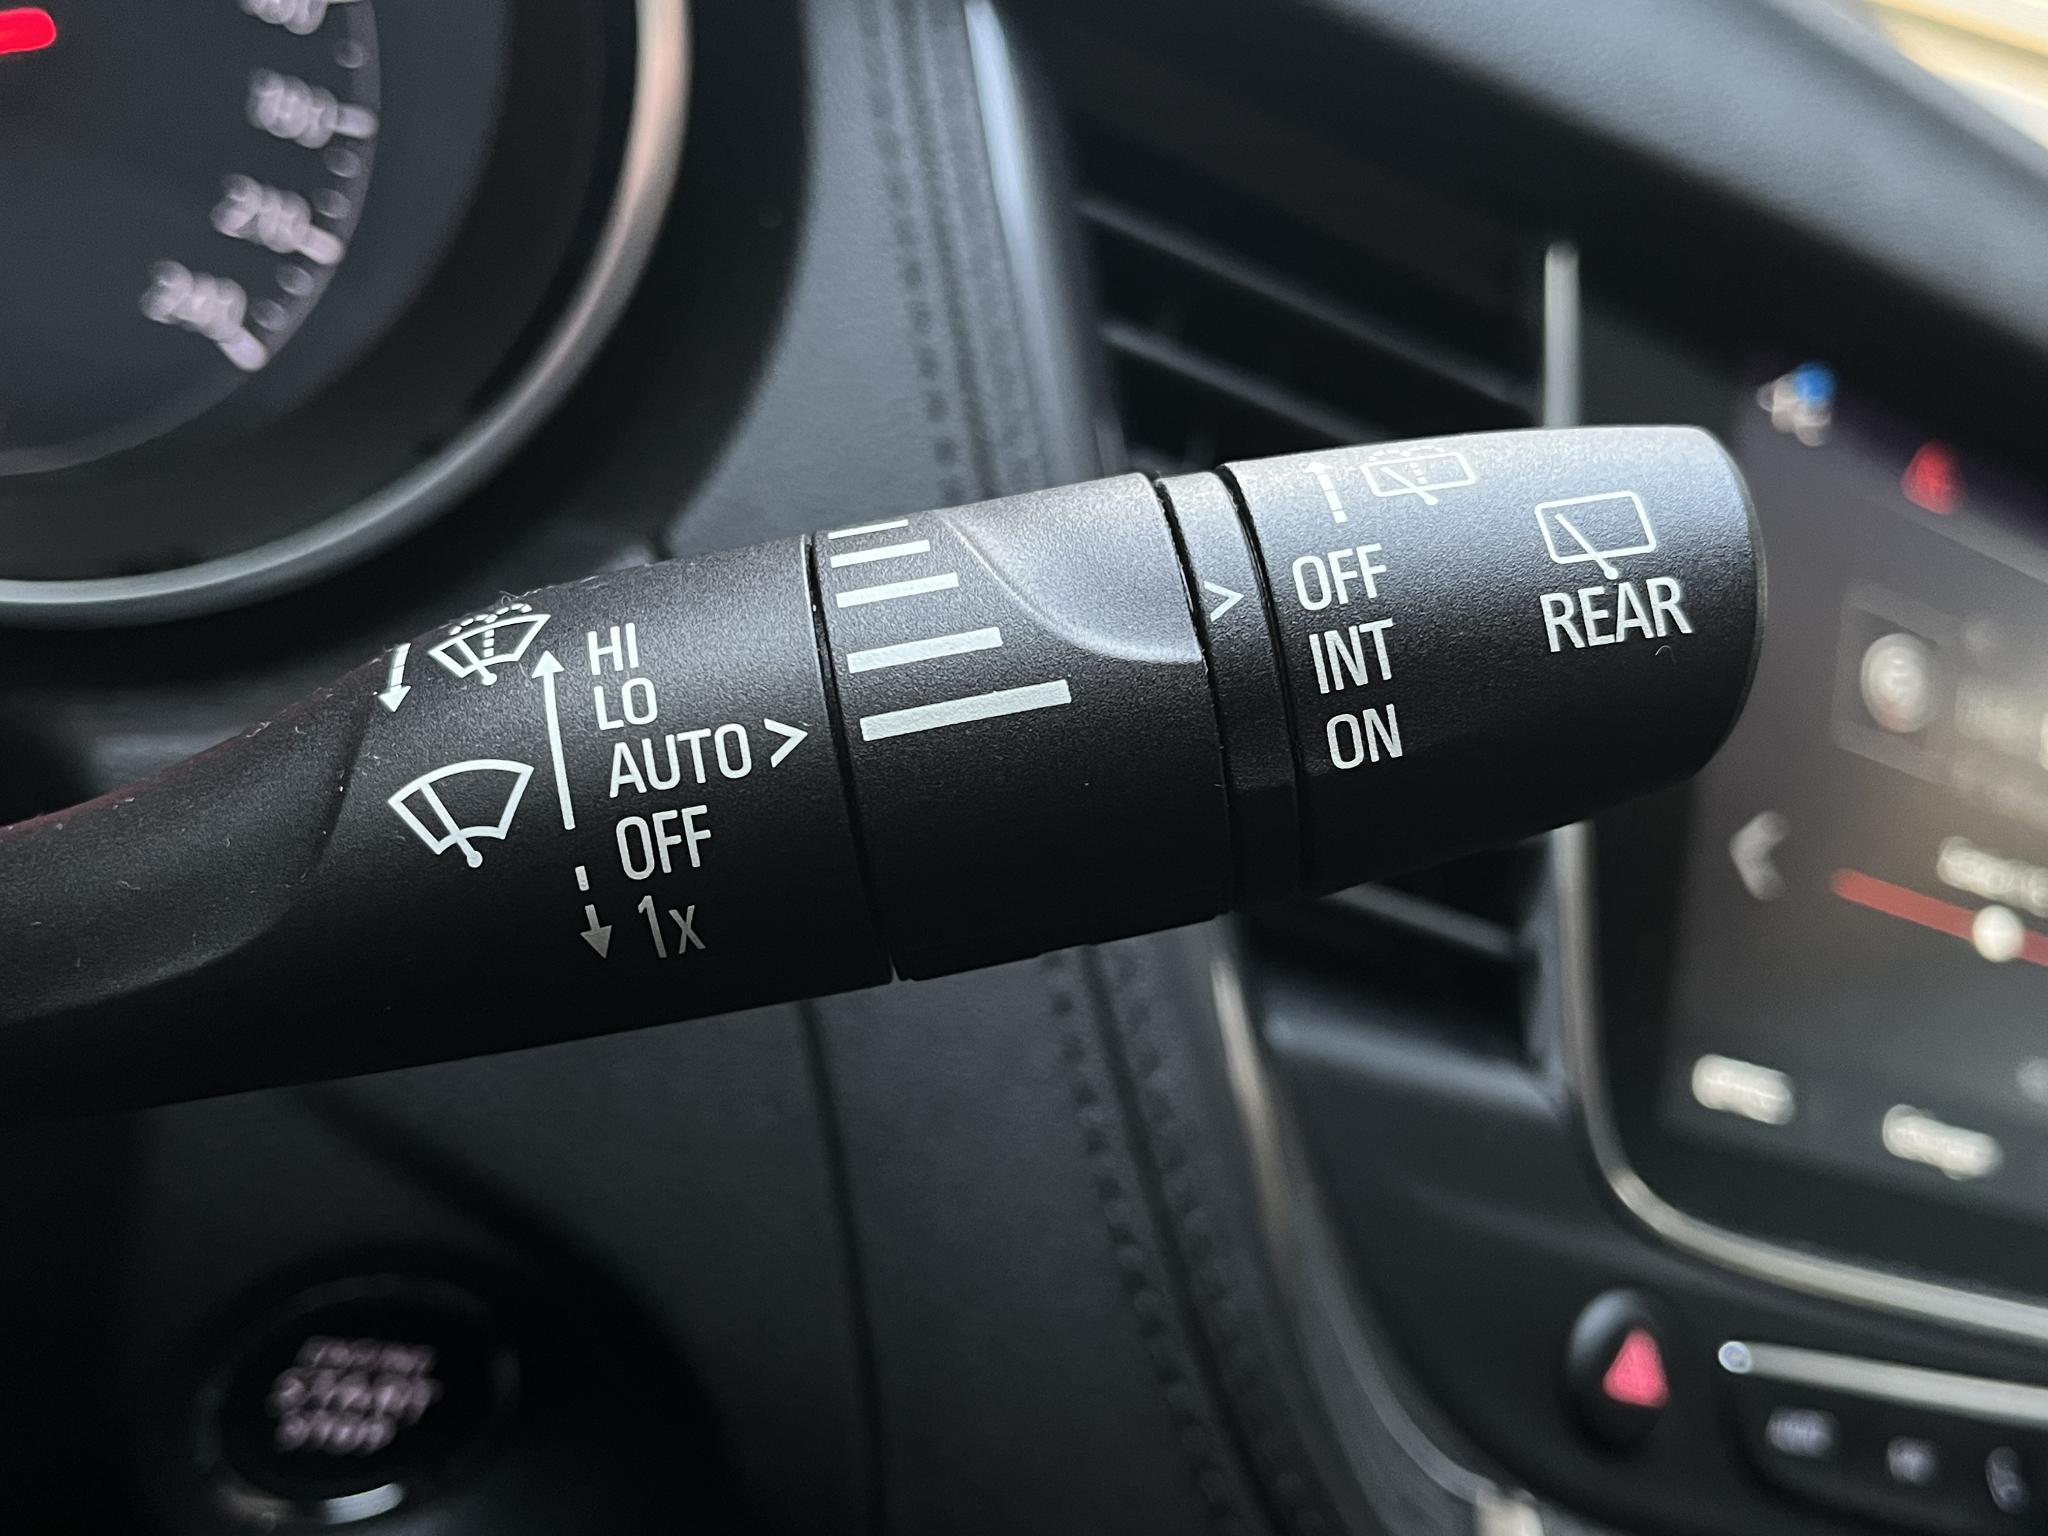 HI
LO
AUTO >
OFF
1x
>
OFF
INT
ON
REAR